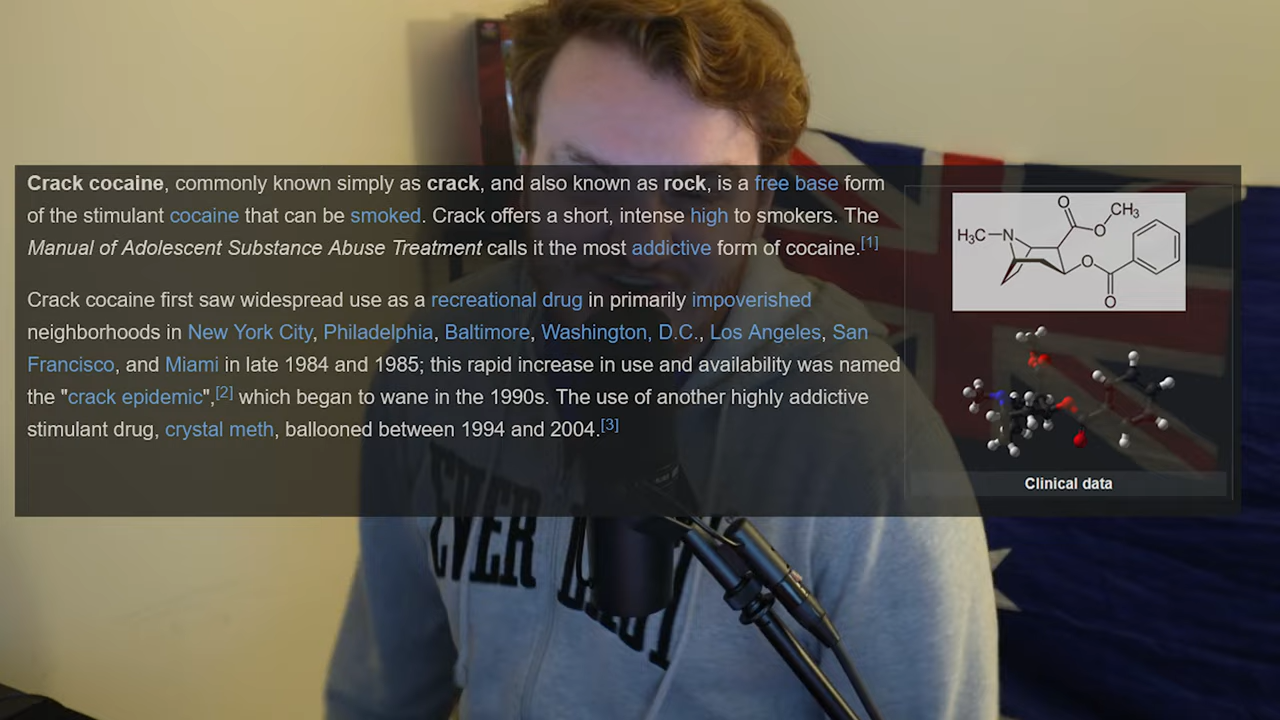 Crack cocaine, commonly known simply as crack, and also known as rock, is a free base form
of the stimulant cocaine that can be smoked. Crack offers a short, intense high to smokers. The
Manual of Adolescent Substance Abuse Treatment calls it the most addictive form of cocaine.[1]
Crack cocaine first saw widespread use as a recreational drug in primarily impoverished
neighborhoods in New York City, Philadelphia, Baltimore, Washington, D.C., Los Angeles, San
Francisco, and Miami in late 1984 and 1985; this rapid increase in use and availability was named
the "crack epidemic",[2] which began to wane in the 1990s. The use of another highly addictive
stimulant drug, crystal meth, ballooned between 1994 and 2004.[3]
H₃C
N
O
O
CH₃
O
O
Clinical data
EVER